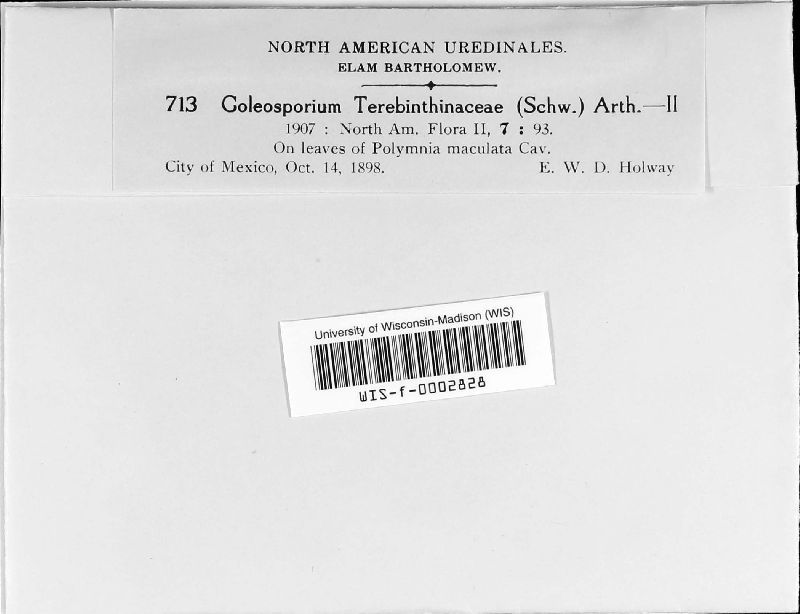 NORTH AMERICAN UREDINALES.
ELAM BARTHOLOMEW.
713 Coleosporium Terebinthinaceae (Schw.) Arth.—II
1907 : North Am. Flora II, 7 : 93.
On leaves of Polymnia maculata Cav.
City of Mexico, Oct. 14, 1898. E. W. D. Holway
University of Wisconsin-Madison (WIS)
WIS-f-0002828